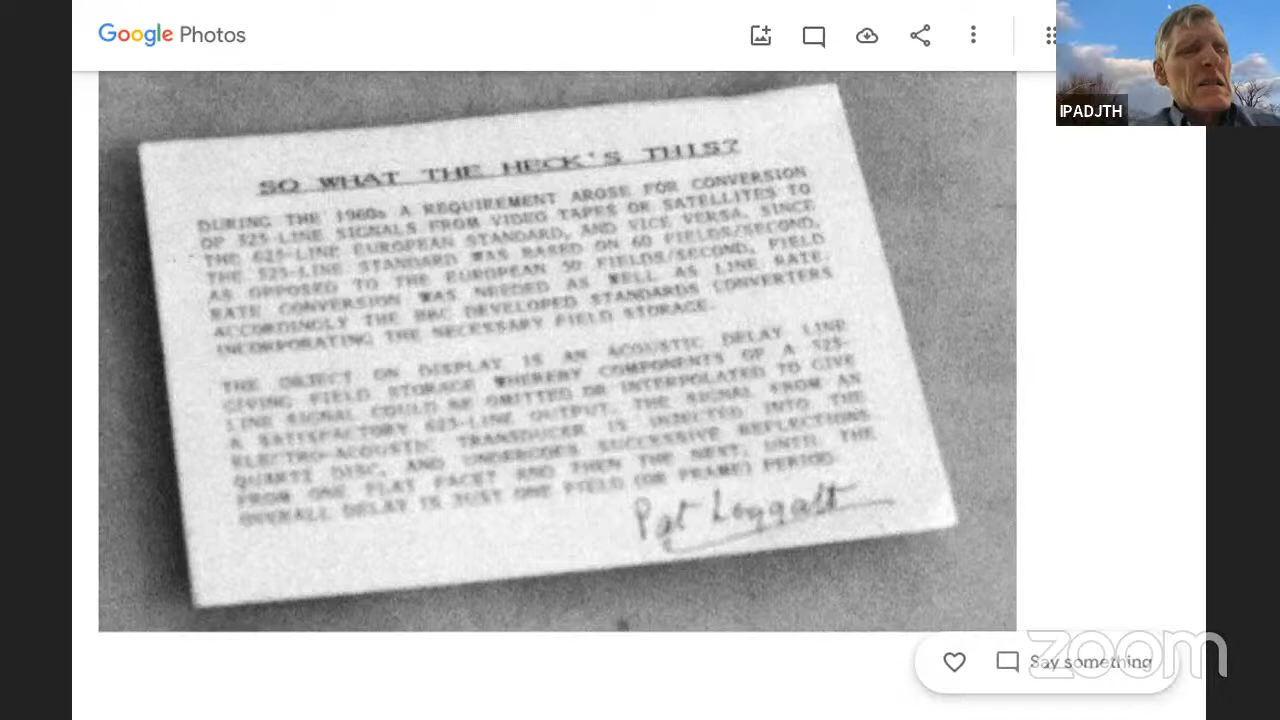 Google Photos
IPADJTH
SO WHAT THE HECK'S THIS?
DURING THE 1960s A REQUIREMENT AROSE FOR CONVERSION
OF 525-LINE SIGNALS FROM VIDEO TAPES OR SATELLITES TO
THE 625-LINE EUROPEAN STANDARD, AND VICE VERSA. SINCE
THE 525-LINE STANDARD WAS BASED ON 60 FIELDS/SECOND,
AS OPPOSED TO THE EUROPEAN 50 FIELDS/SECOND, FIELD
RATE CONVERSION WAS NEEDED AS WELL AS LINE RATE.
ACCORDINGLY THE BBC DEVELOPED STANDARDS CONVERTERS
INCORPORATING THE NECESSARY FIELD STORAGE.
THE OBJECT ON DISPLAY IS AN ACOUSTIC DELAY LINE
GIVING FIELD STORAGE WHEREBY COMPONENTS OF A 525-
LINE SIGNAL COULD BE OMITTED OR INTERPOLATED TO GIVE
A SATISFACTORY 625-LINE OUTPUT. THE SIGNAL FROM AN
ELECTRO-ACOUSTIC TRANSDUCER IS INJECTED INTO THE
QUARTZ DISC, AND UNDERGOES SUCCESSIVE REFLECTIONS
FROM ONE FLAT FACET AND THEN THE NEXT, UNTIL THE
OVERALL DELAY IS JUST ONE FIELD (OR FRAME) PERIOD
Pat Leggatt
Say something
zoom